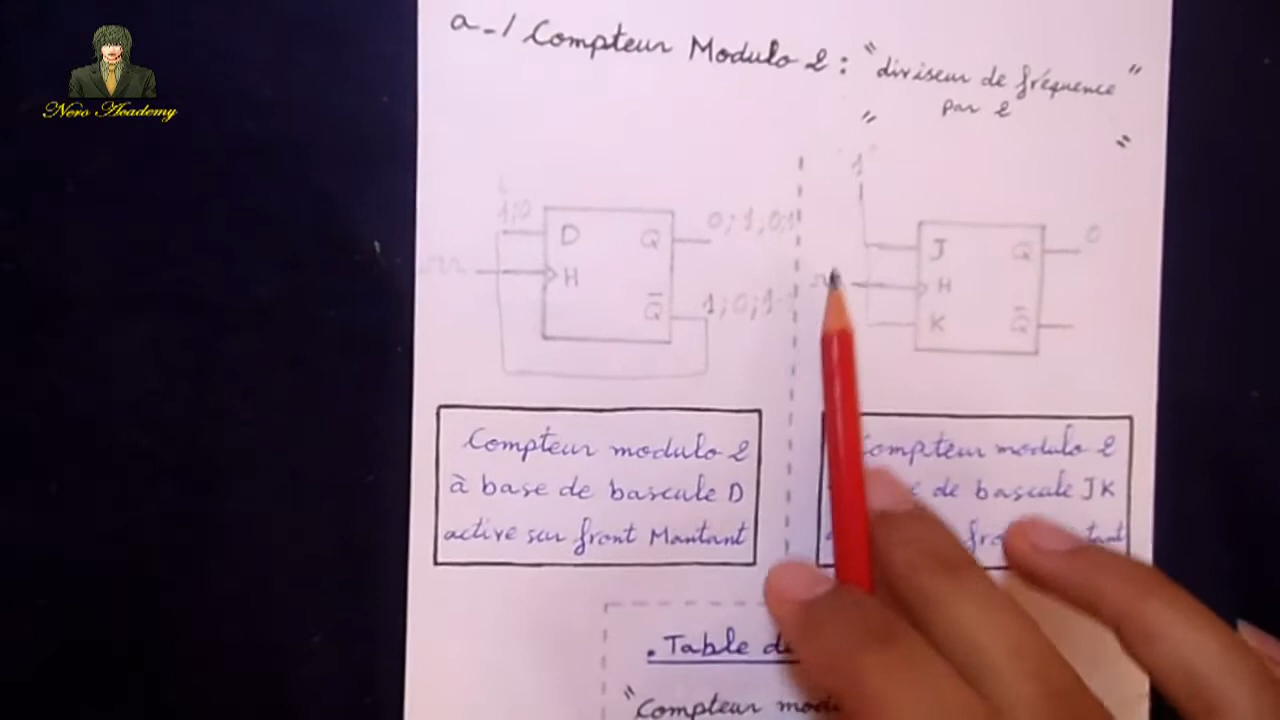 Nero Academy
a-/ Compteur Modulo 2 : "diviseur de fréquence"
" par 2 "
1
1;0
D
Q
0;1;0;1
H
Q̅
1;0;1
J
Q
0
H
K
Q̅
Compteur modulo 2
à base de bascule D
active sur front Montant
Compteur modulo 2
de bascule JK
. Table de
"Compteur modu